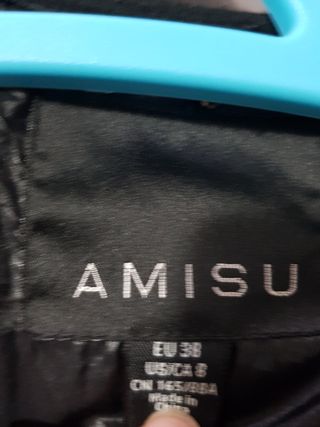 AMISU
EU 38
US/CA 8
CN 165/88A
Made in
China